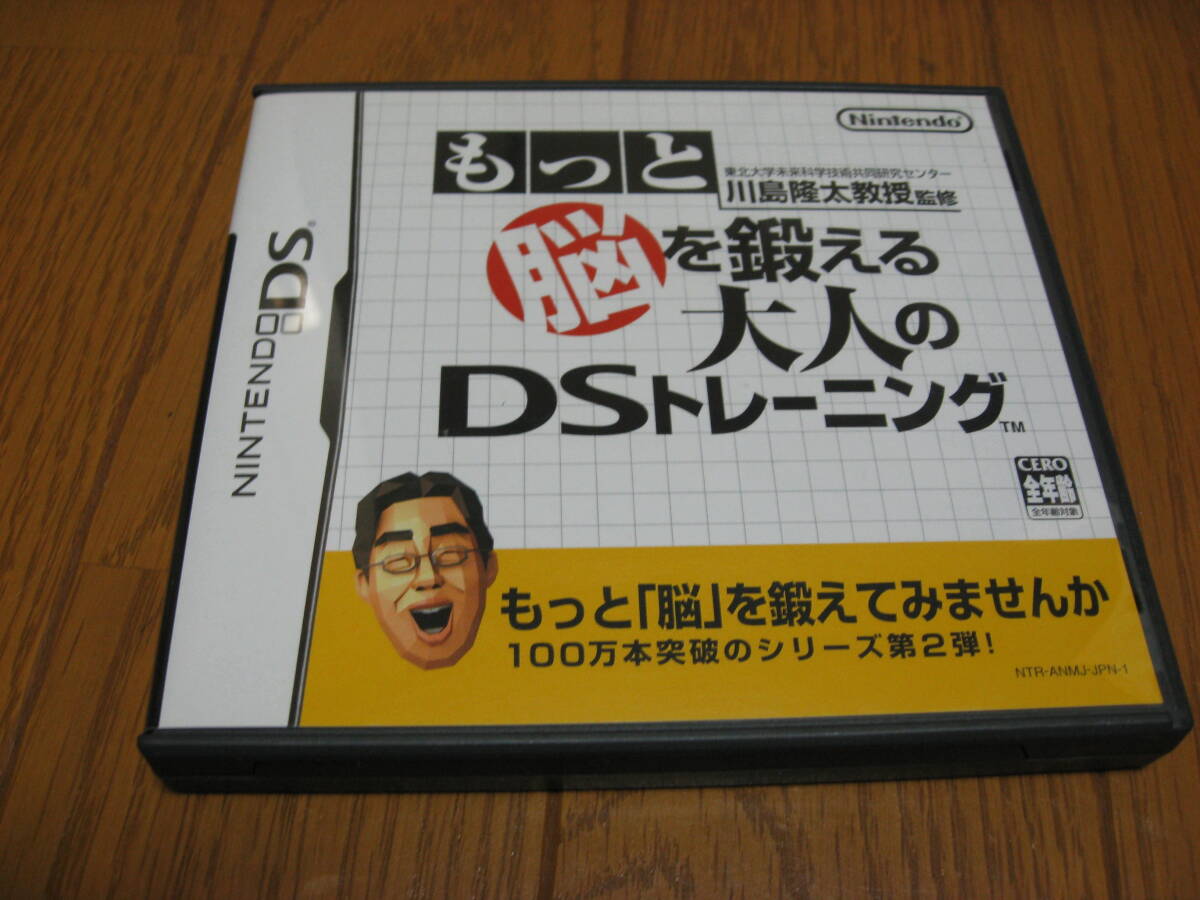 NINTENDO DS®
Nintendo®
もっと
東北大学未来科学技術共同研究センター
川島隆太教授監修
脳を鍛える
大人の
DSトレーニング™
CERO
全年齢
全年齢対象
もっと「脳」を鍛えてみませんか
100万本突破のシリーズ第2弾!
NTR-ANMJ-JPN-1